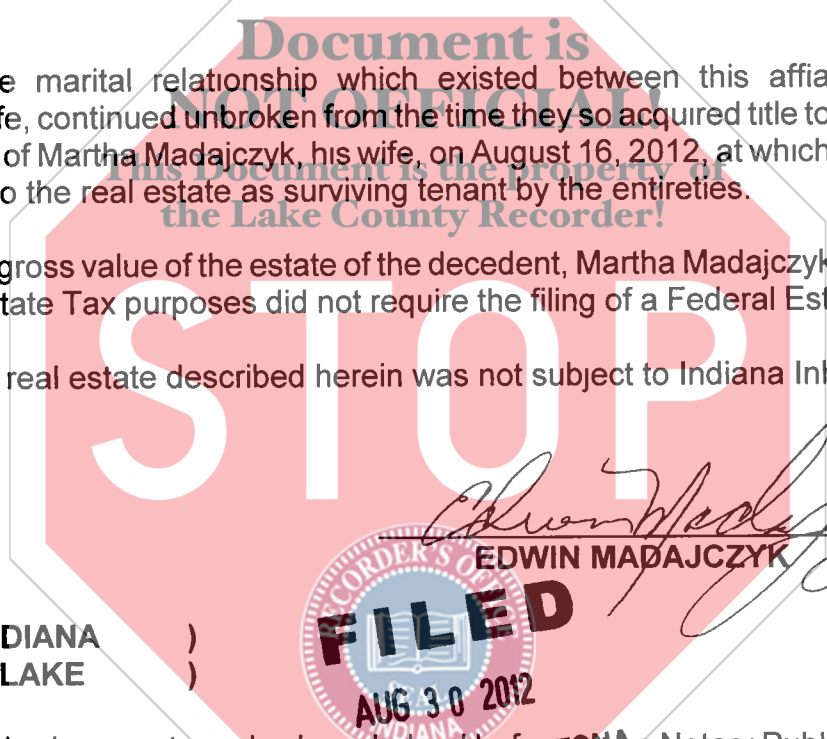 Document is
e marital relationship which existed between this affia
NOT OFFICIAL!
fe, continued unbroken from the time they so acquired title to
of Martha Madajczyk, his wife, on August 16, 2012, at which
This Document is the property of
o the real estate as surviving tenant by the entireties.
the Lake County Recorder!
gross value of the estate of the decedent, Martha Madajczyk
tate Tax purposes did not require the filing of a Federal Est
STOP
real estate described herein was not subject to Indiana Inh
Edwin Madaj
EDWIN MADAJCZYK
RECORDER'S OFFICE
FILED
DIANA )
LAKE )
SEAL
AUG 30 2012
INDIANA
Notary Publ